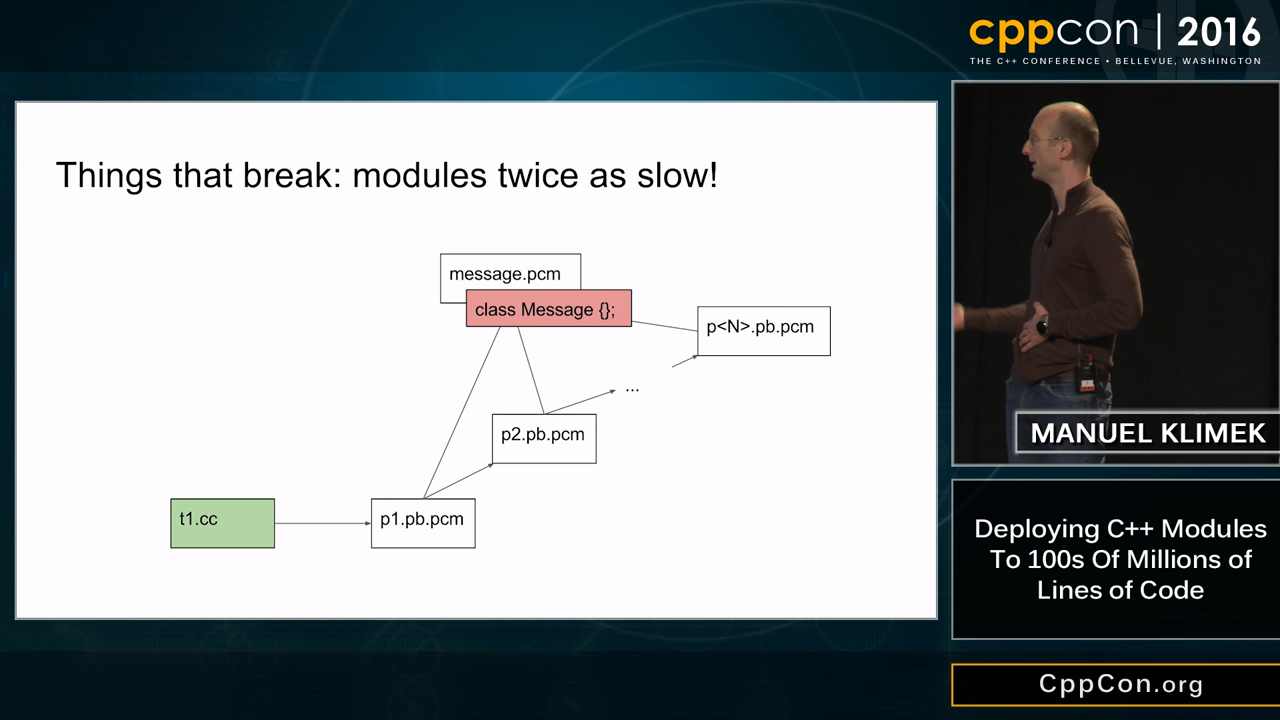 cppcon | 2016
THE C++ CONFERENCE • BELLEVUE, WASHINGTON
Things that break: modules twice as slow!
message.pcm
class Message {};
p<N>.pb.pcm
...
p2.pb.pcm
t1.cc
p1.pb.pcm
MANUEL KLIMEK
Deploying C++ Modules
To 100s Of Millions of
Lines of Code
CppCon.org